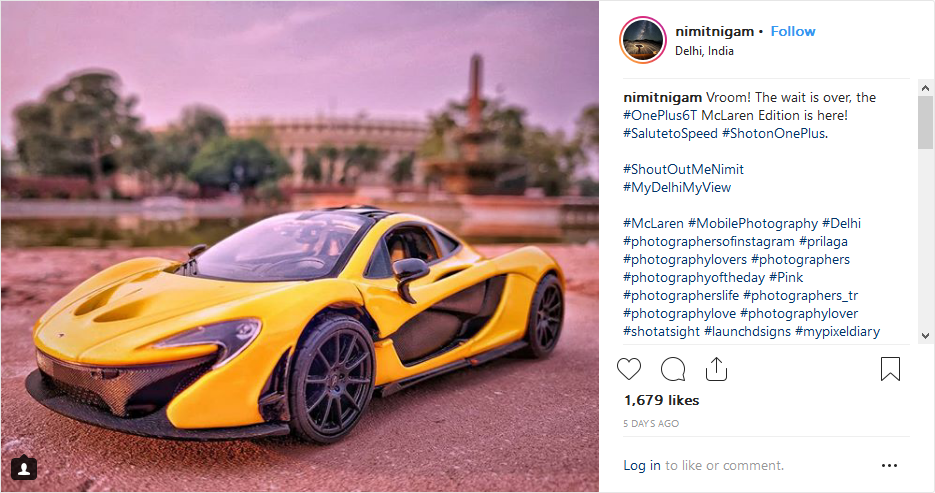 nimitnigam • Follow
Delhi, India
nimitnigam Vroom! The wait is over, the
#OnePlus6T McLaren Edition is here!
#SalutetoSpeed #ShotonOnePlus.
#ShoutOutMeNimit
#MyDelhiMyView
#McLaren #MobilePhotography #Delhi
#photographersofinstagram #prilaga
#photographylovers #photographers
#photographyoftheday #Pink
#photographerslife #photographers_tr
#photographylove #photographylover
#shotatsight #launchdsigns #mypixeldiary
1,679 likes
5 DAYS AGO
Log in to like or comment.